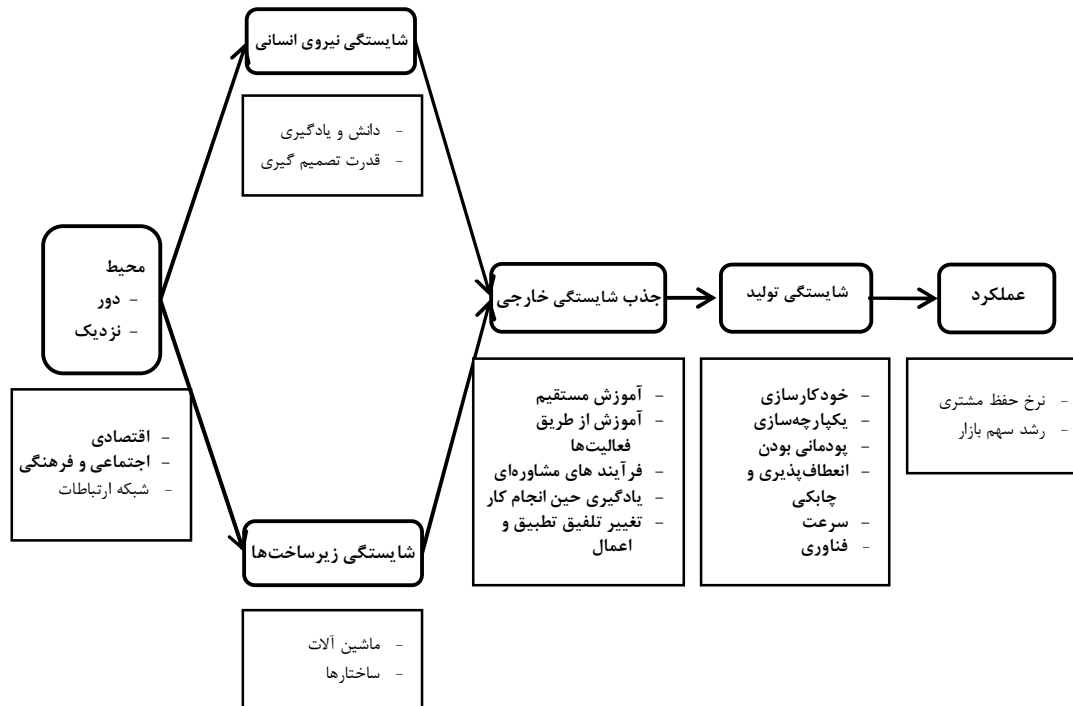 شایستگی نیروی انسانی
- دانش و یادگیری
- قدرت تصمیم گیری
محیط
- دور
- نزدیک
- اقتصادی
- اجتماعی و فرهنگی
- شبکه ارتباطات
شایستگی زیرساخت‌ها
- ماشین آلات
- ساختارها
جذب شایستگی خارجی
- آموزش مستقیم
- آموزش از طریق
فعالیت‌ها
- فرآیند های مشاوره‌ای
- یادگیری حین انجام کار
- تغییر تلفیق تطبیق و
اعمال
شایستگی تولید
- خودکارسازی
- یکپارچه‌سازی
- پودمانی بودن
- انعطاف‌پذیری و
چابکی
- سرعت
- فناوری
عملکرد
- نرخ حفظ مشتری
- رشد سهم بازار